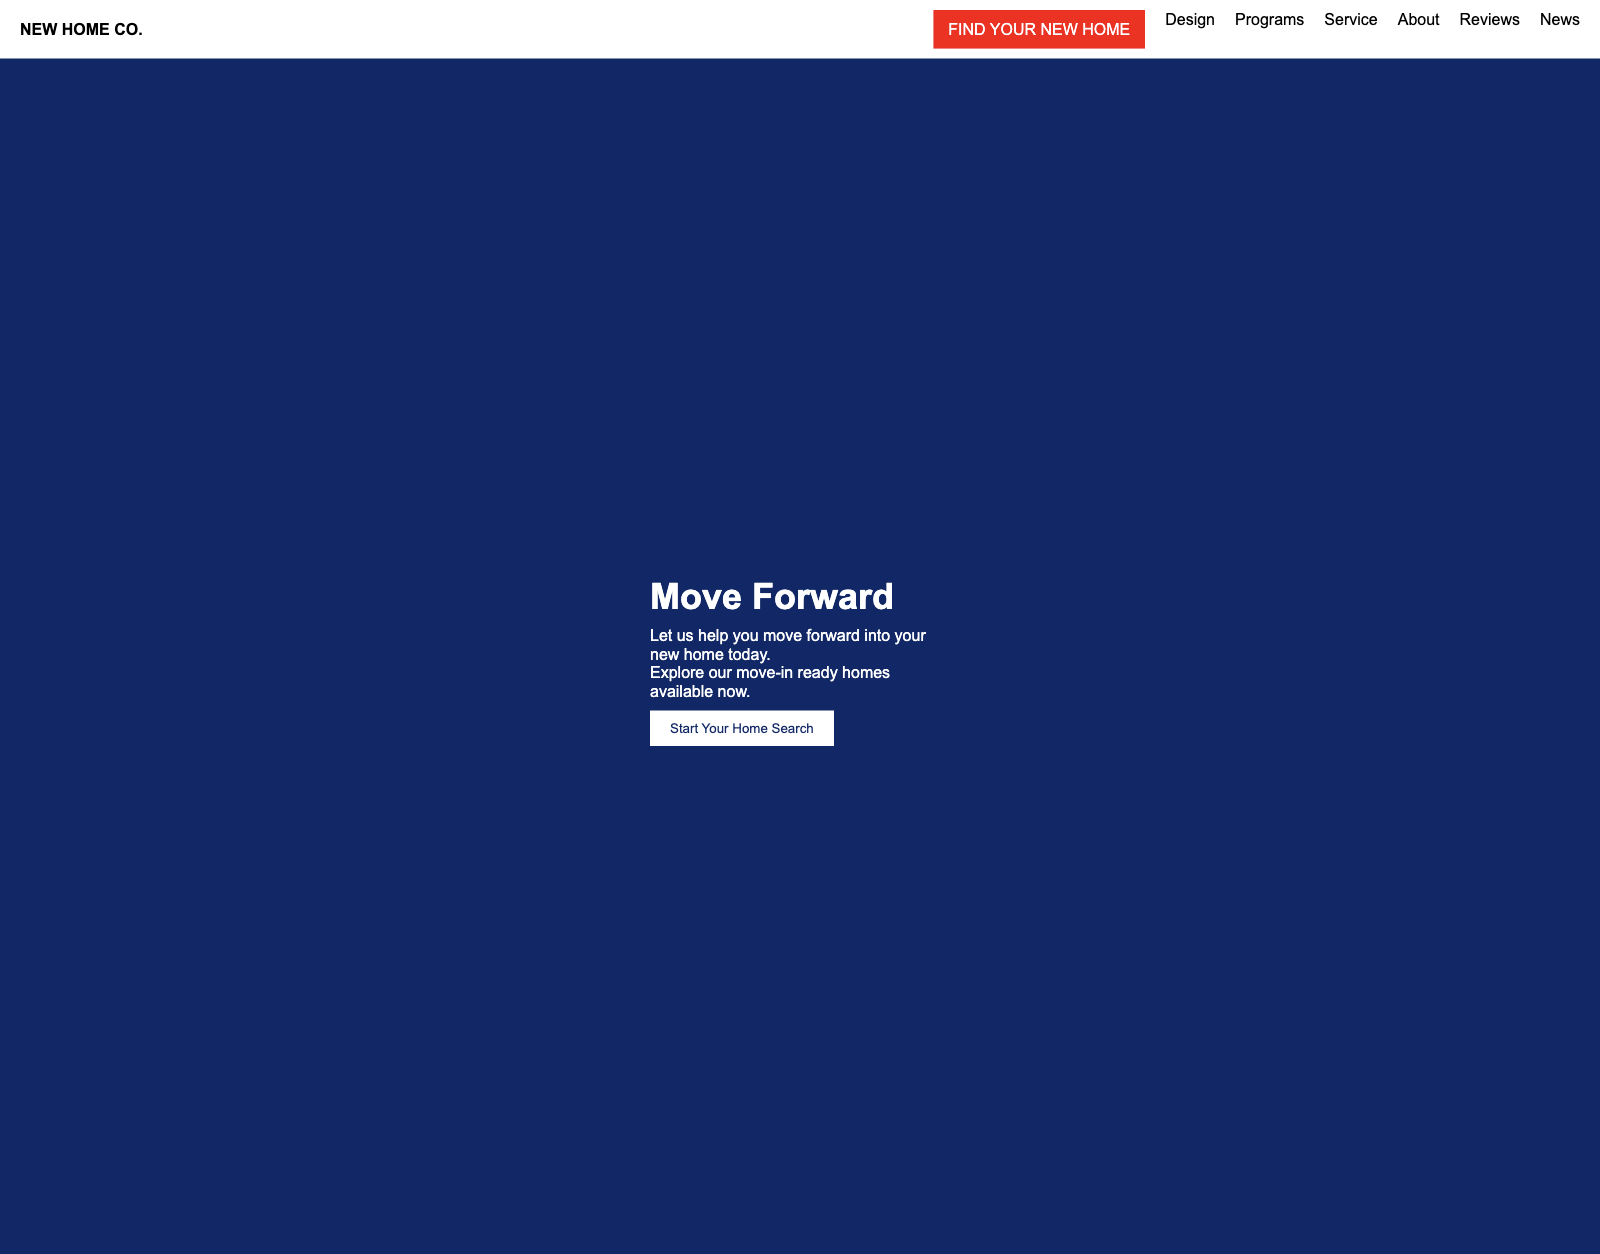 NEW HOME CO.
FIND YOUR NEW HOME
Design
Programs
Service
About
Reviews
News
Move Forward
Let us help you move forward into your
new home today.
Explore our move-in ready homes
available now.
Start Your Home Search